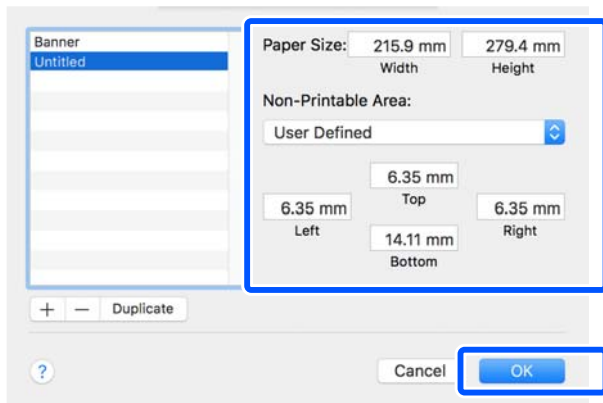 Banner
Untitled
Paper Size: 215.9 mm 279.4 mm
Width Height
Non-Printable Area:
User Defined
6.35 mm
Top
6.35 mm 6.35 mm
Left Right
14.11 mm
Bottom
+ − Duplicate
? Cancel OK